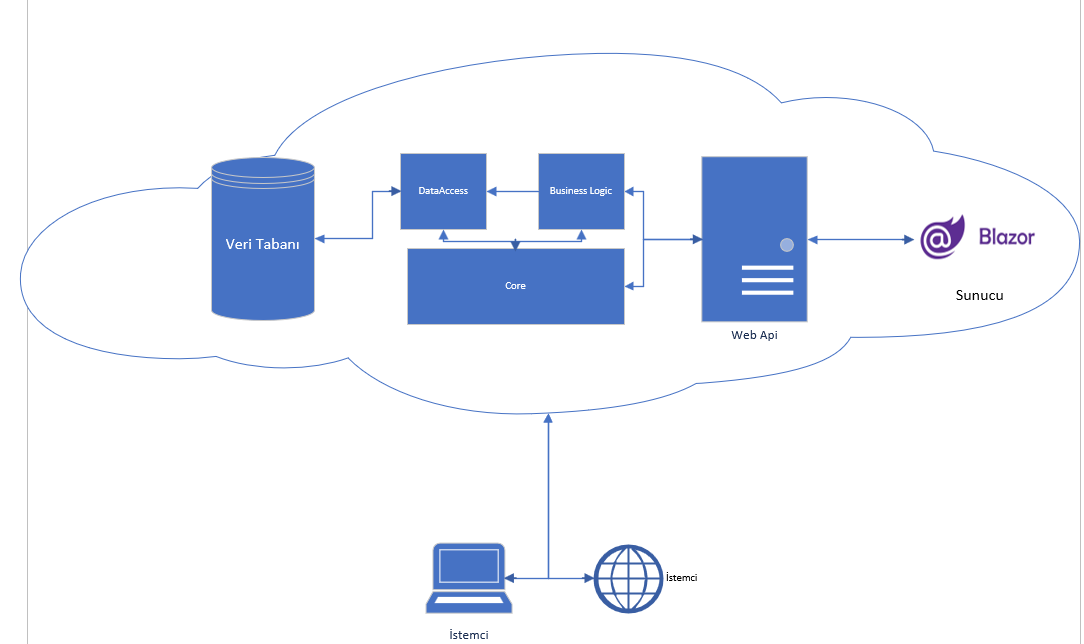 DataAccess
Business Logic
Veri Tabanı
Core
Blazor
Sunucu
Web Api
İstemci
İstemci